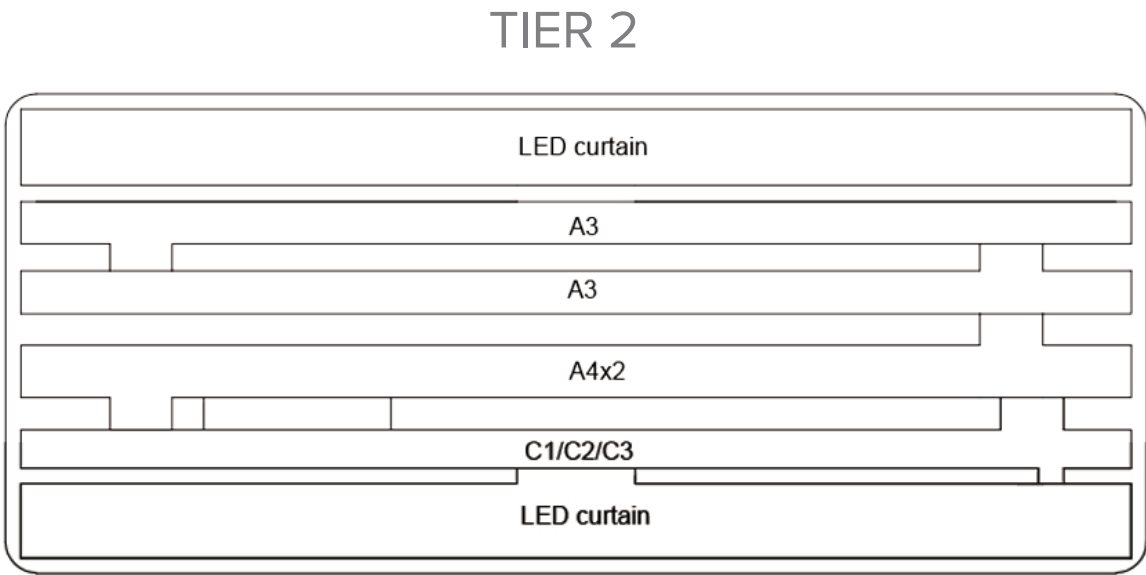 TIER 2
LED curtain
A3
A3
A4x2
C1/C2/C3
LED curtain